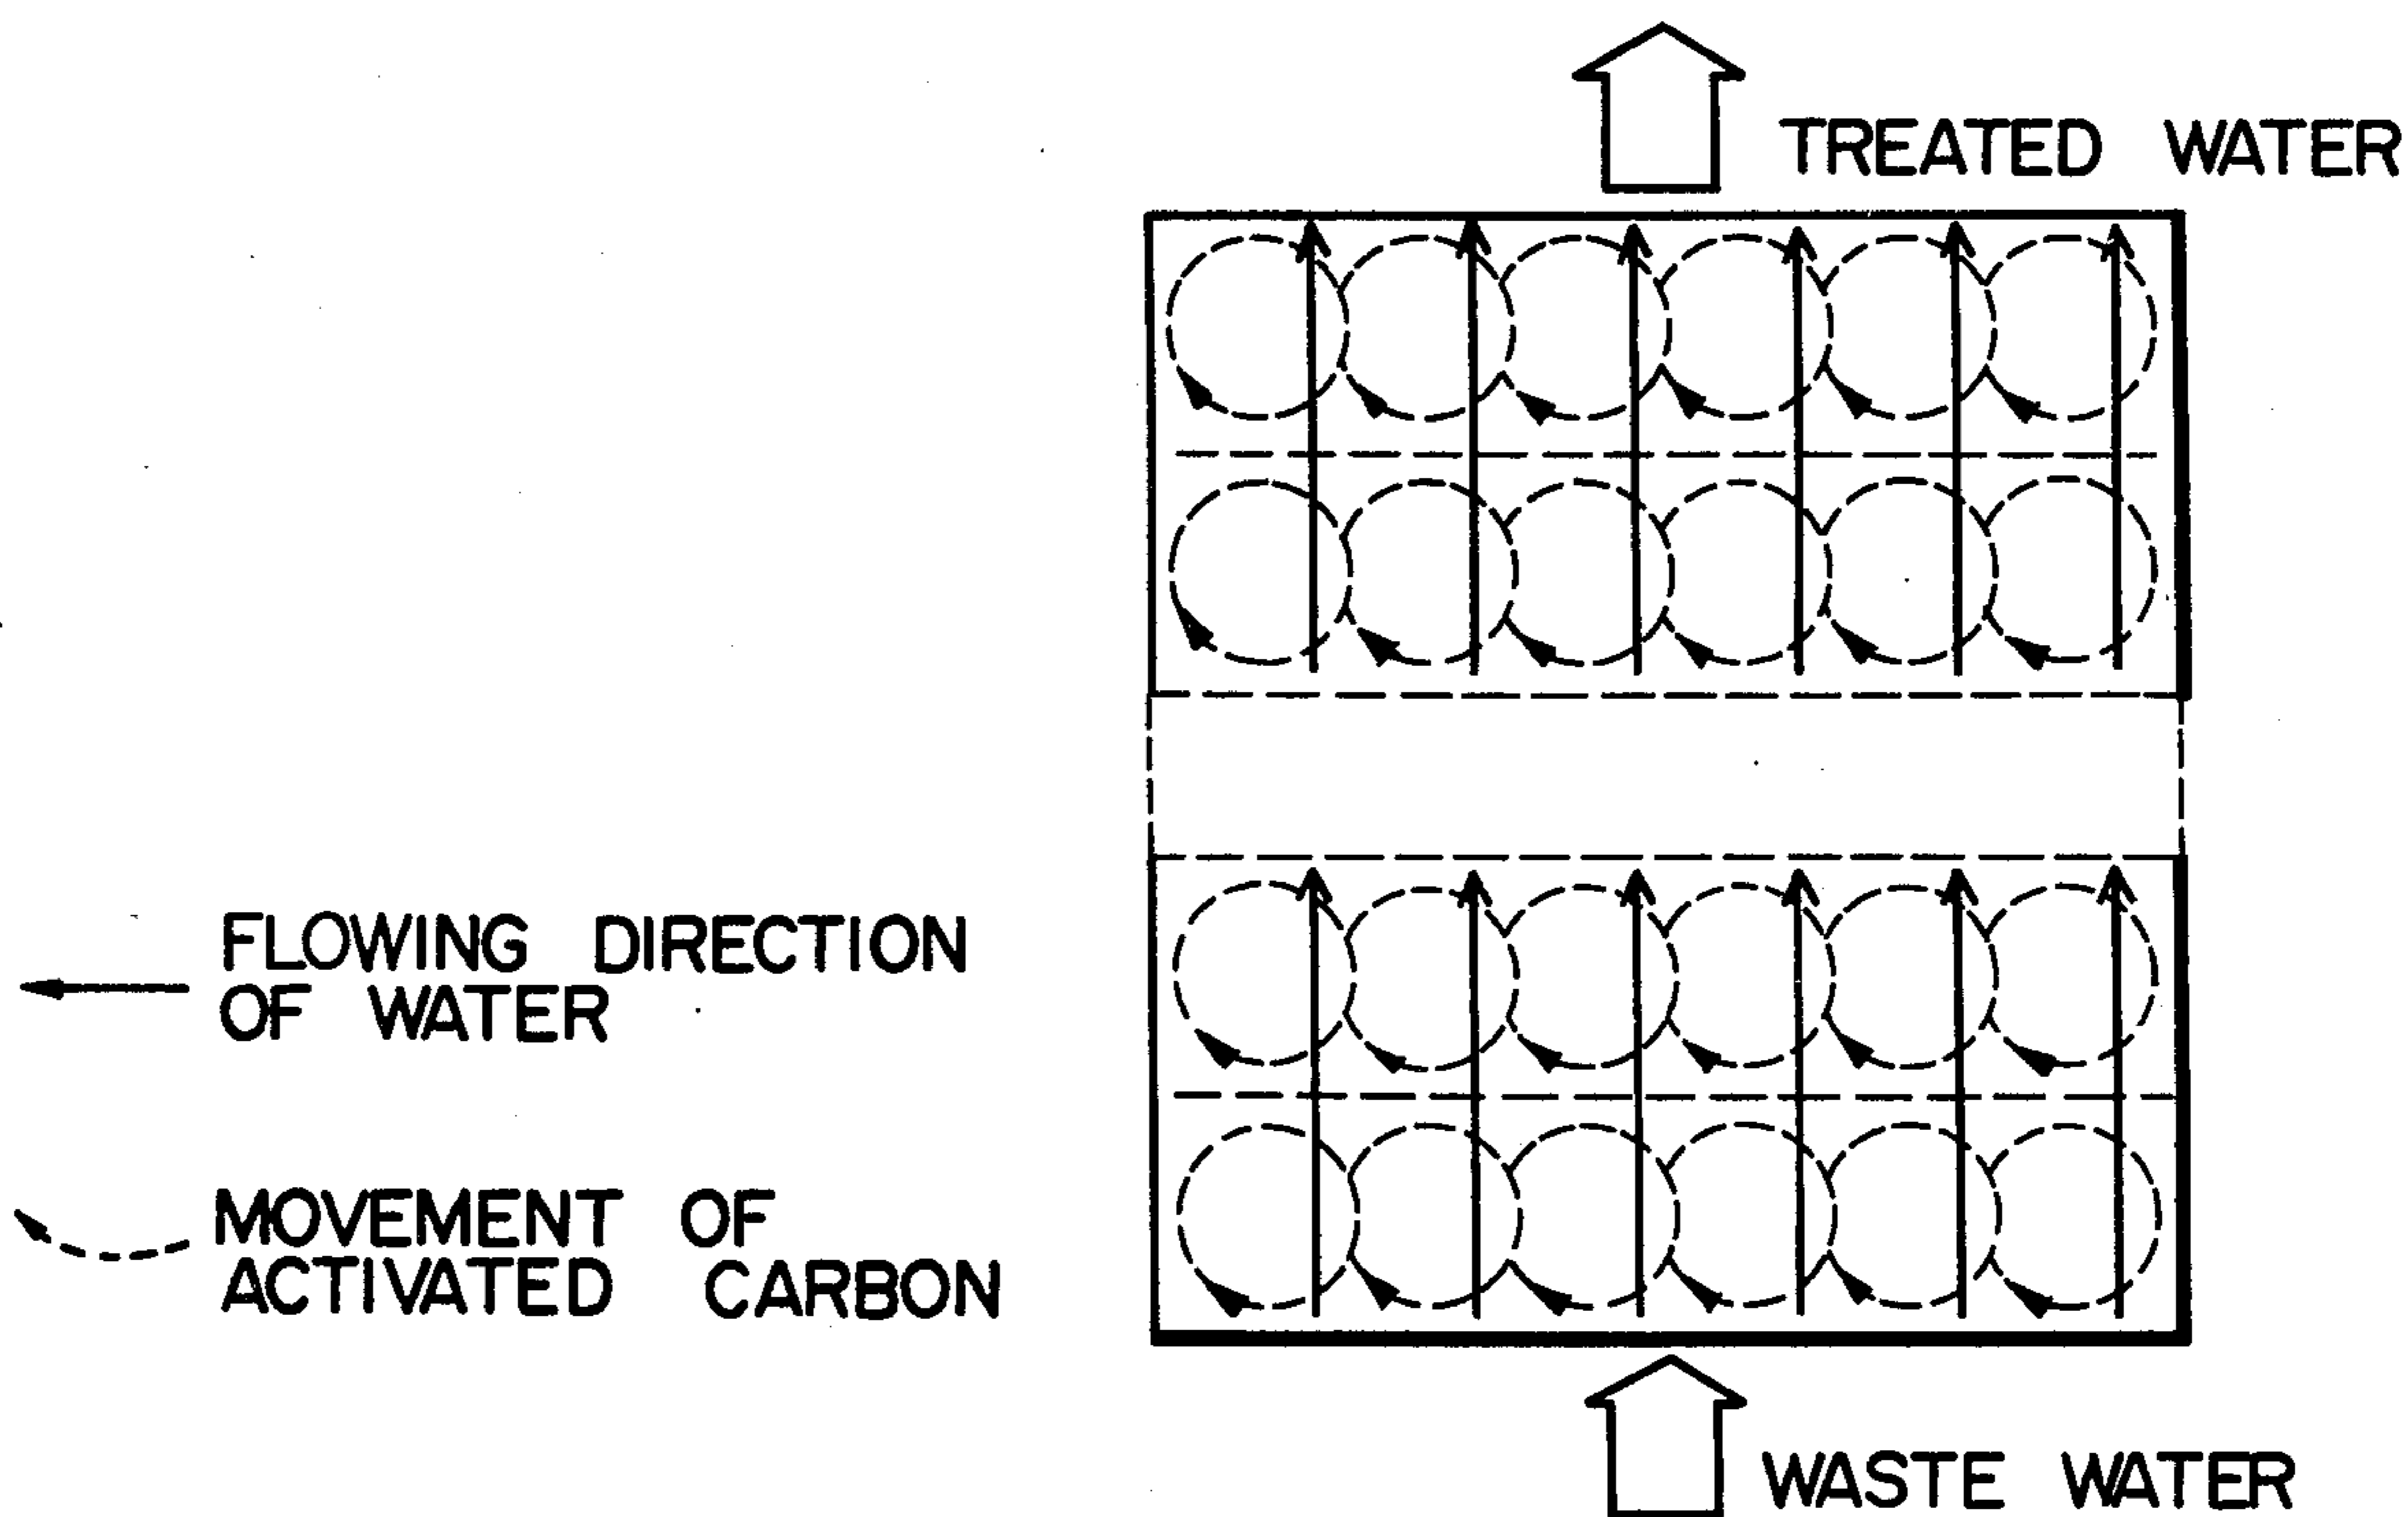 TREATED WATER
FLOWING DIRECTION
OF WATER
MOVEMENT OF
ACTIVATED CARBON
WASTE WATER